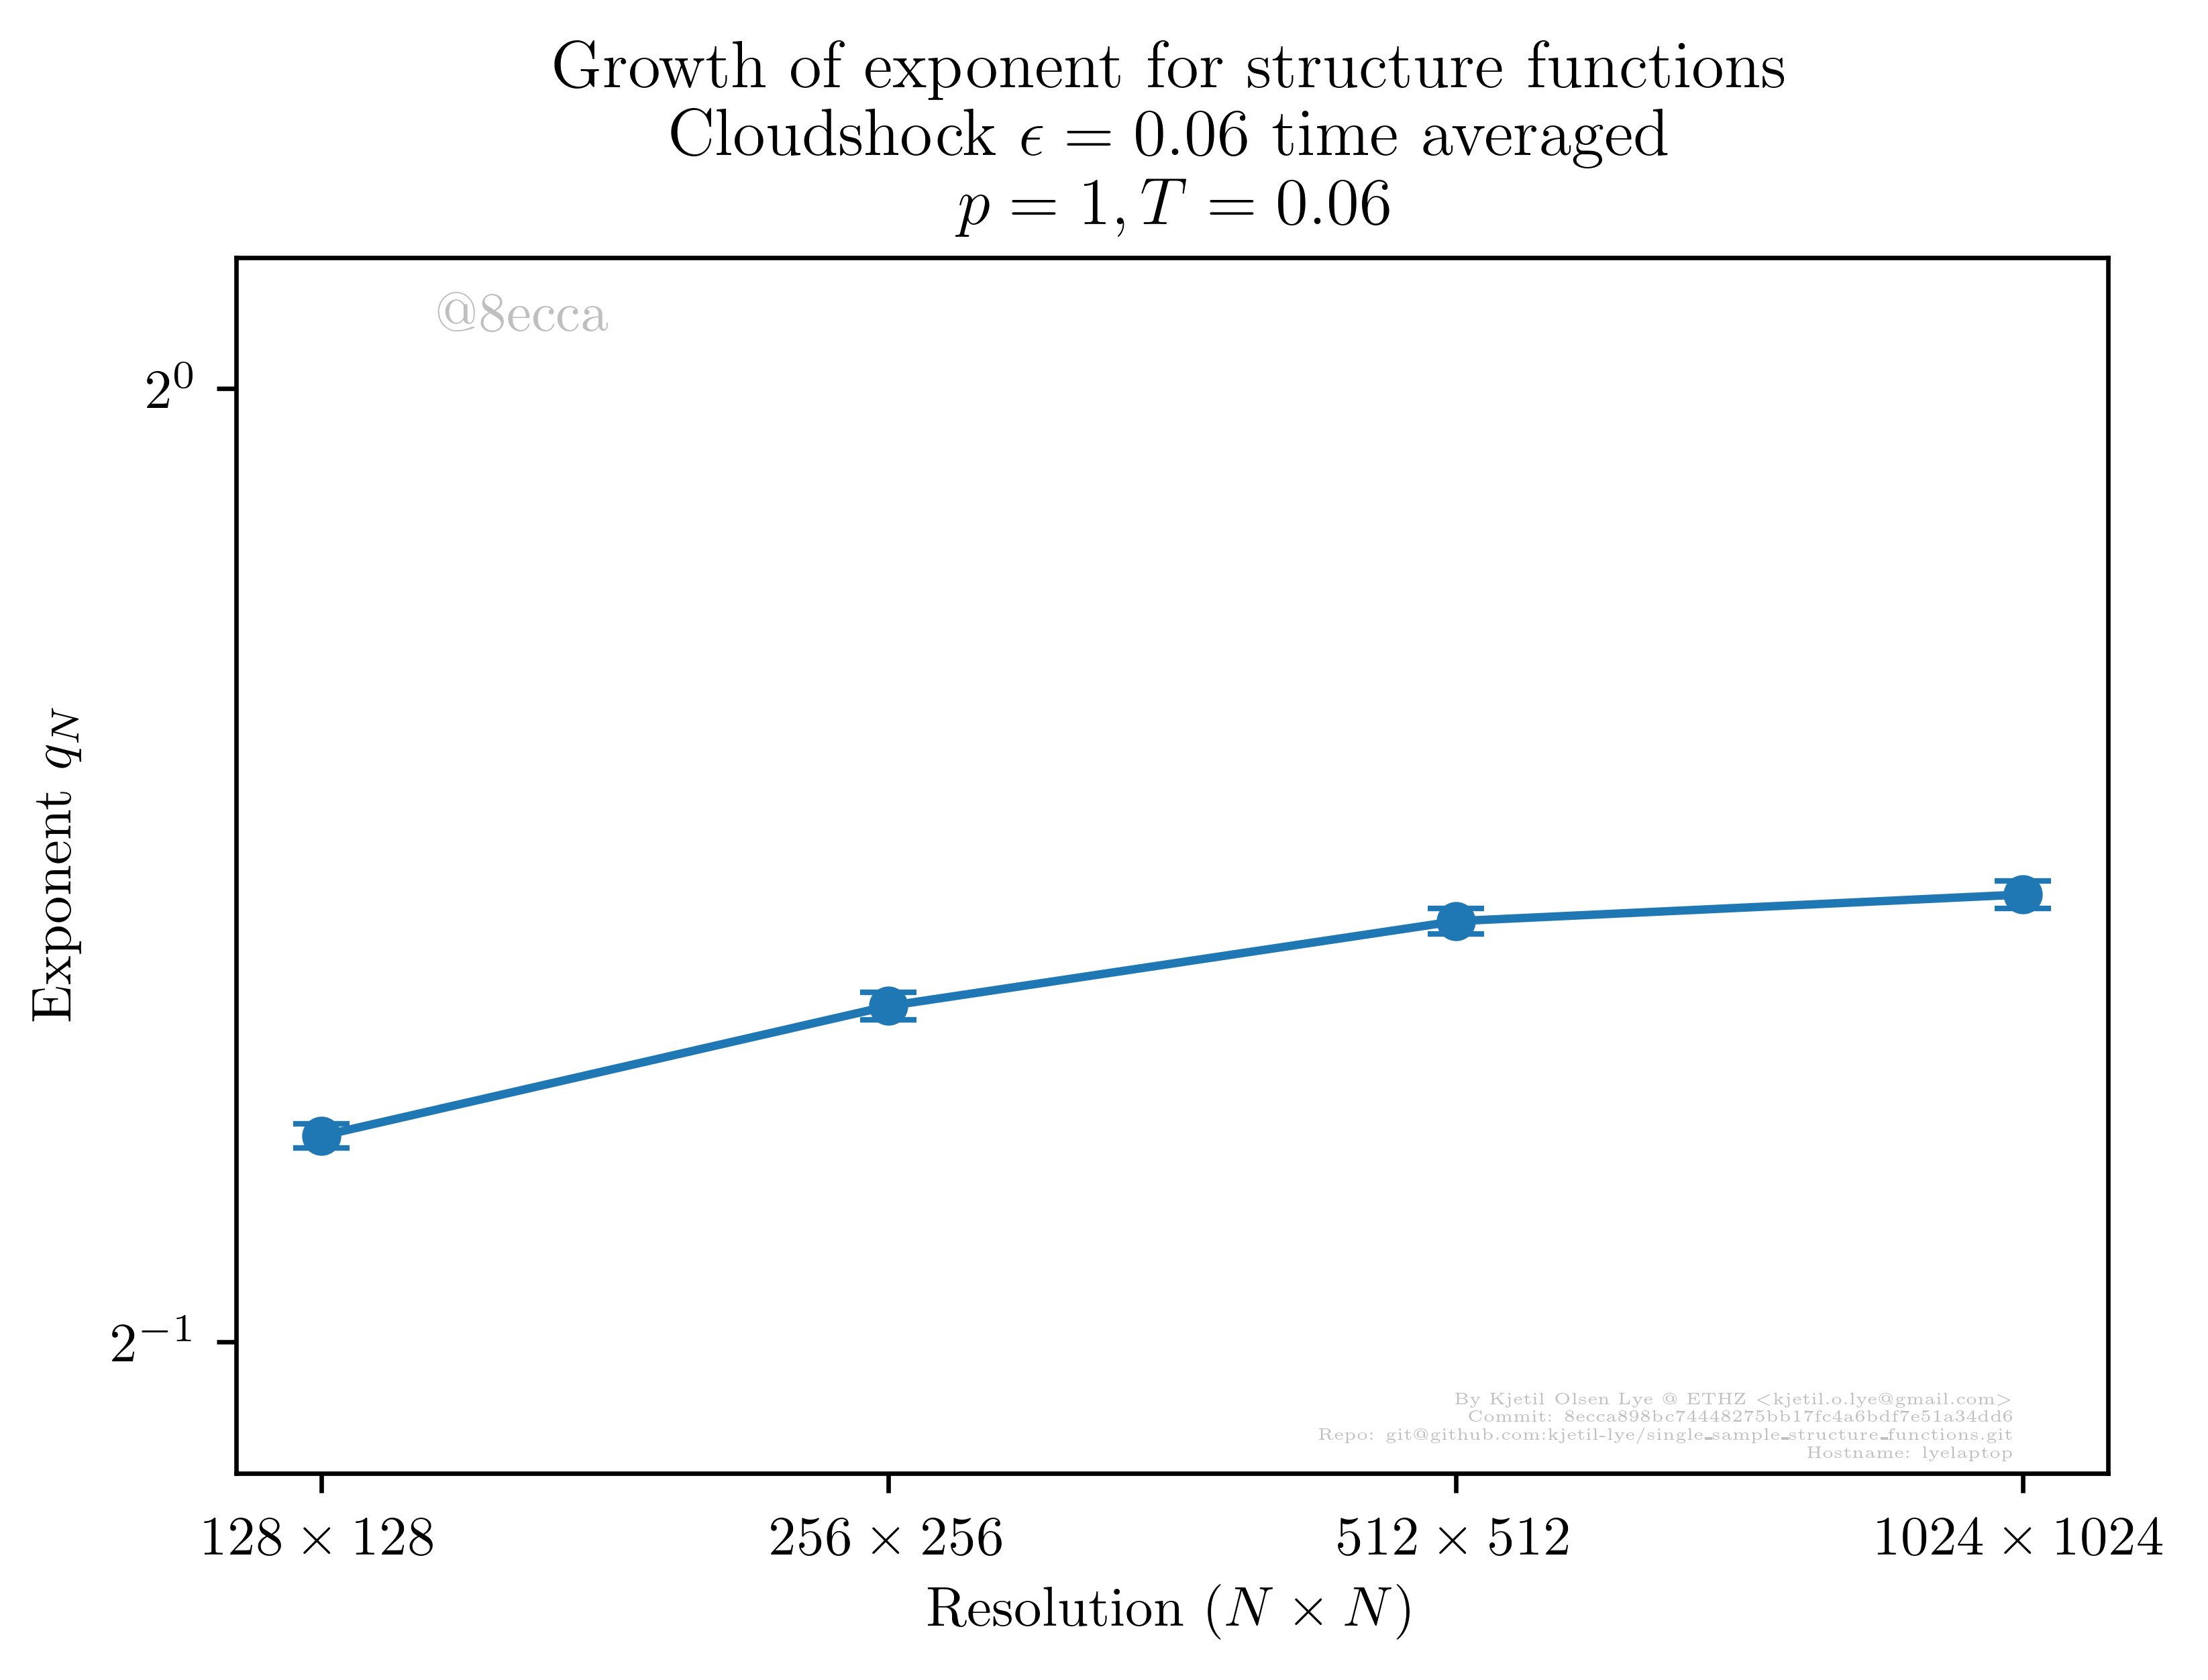 Growth of exponent for structure functions
Cloudshock ϵ = 0.06 time averaged
p = 1, T = 0.06
@8ecca
2⁰
Exponent q_N
2⁻¹
By Kjetil Olsen Lye @ ETHZ <kjetil.o.lye@gmail.com>
Commit: 8ecca898bc74448275bb17fc4a6bdf7e51a34dd6
Repo: git@github.com:kjetil-lye/single_sample_structure_functions.git
Hostname: lyelaptop
128 × 128
256 × 256
512 × 512
1024 × 1024
Resolution (N × N)